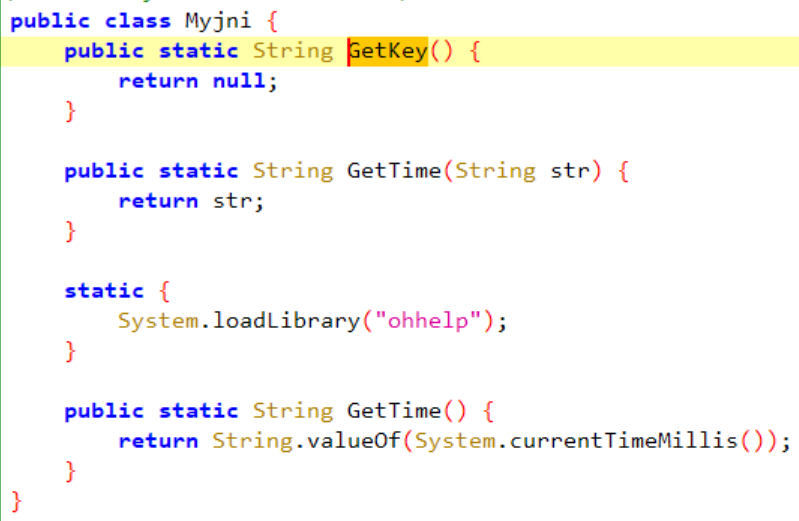 public class Myjni {
    public static String GetKey() {
        return null;
    }

    public static String GetTime(String str) {
        return str;
    }

    static {
        System.loadLibrary("ohhelp");
    }

    public static String GetTime() {
        return String.valueOf(System.currentTimeMillis());
    }
}